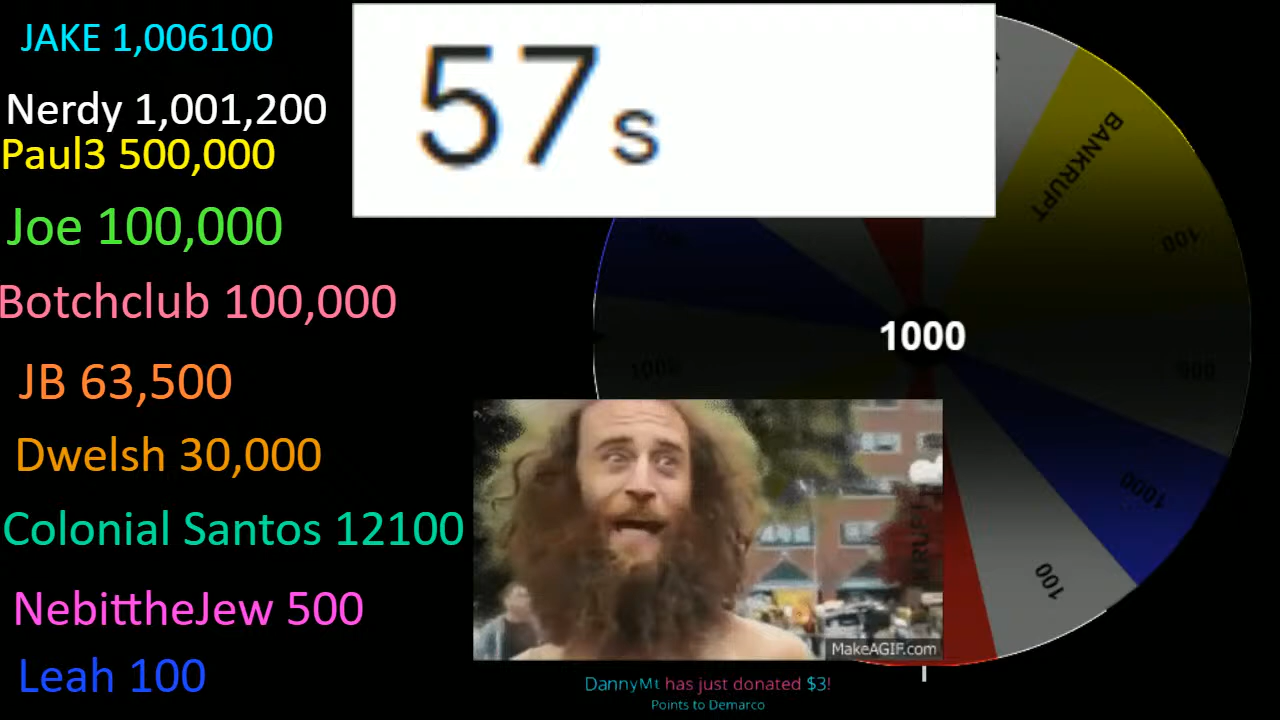 JAKE 1,006100
Nerdy 1,001,200
Paul3 500,000
Joe 100,000
Botchclub 100,000
JB 63,500
Dwelsh 30,000
Colonial Santos 12100
NebittheJew 500
Leah 100
57 s
BANKRUPT
100
1000
1000
100
MakeAGIF.com
DannyMt has just donated $3!
Points to Demarco